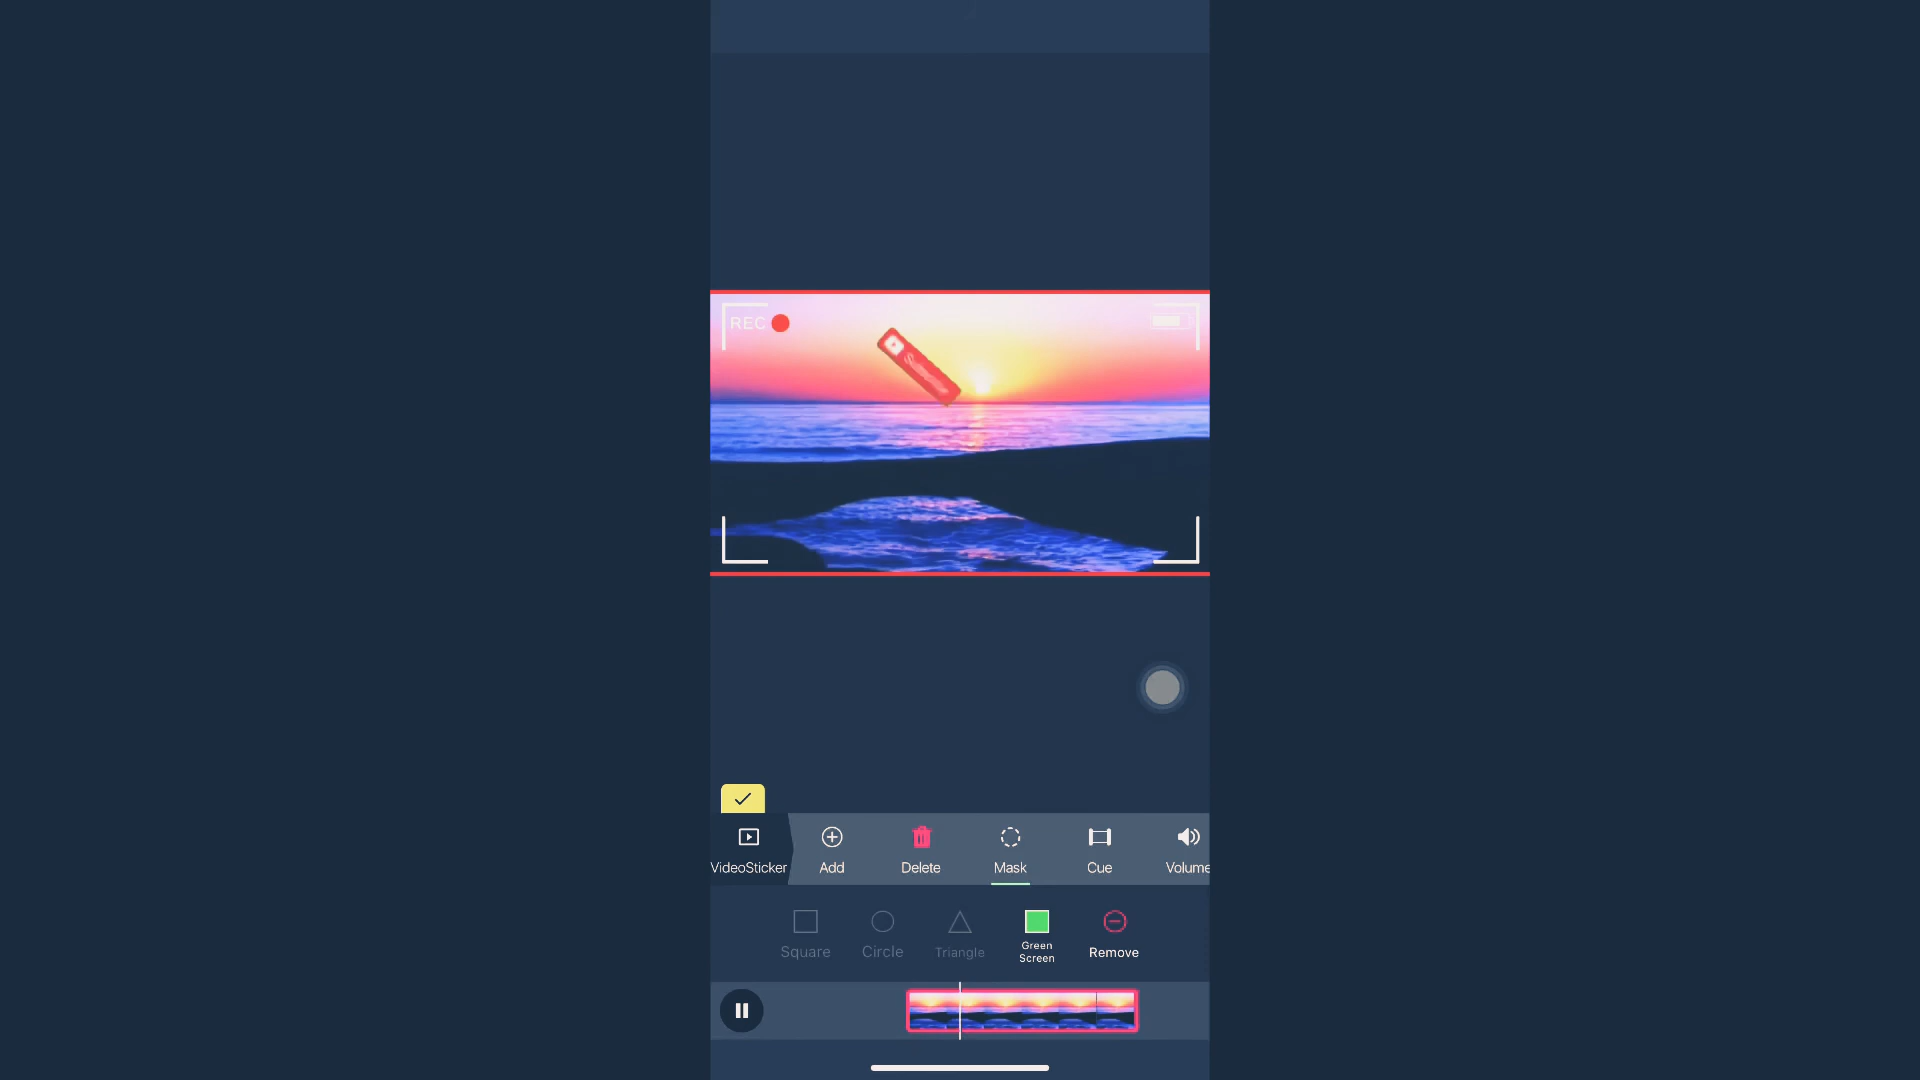 REC
VideoSticker
Add
Delete
Mask
Cue
Volume
Square
Circle
Triangle
Green
Screen
Remove